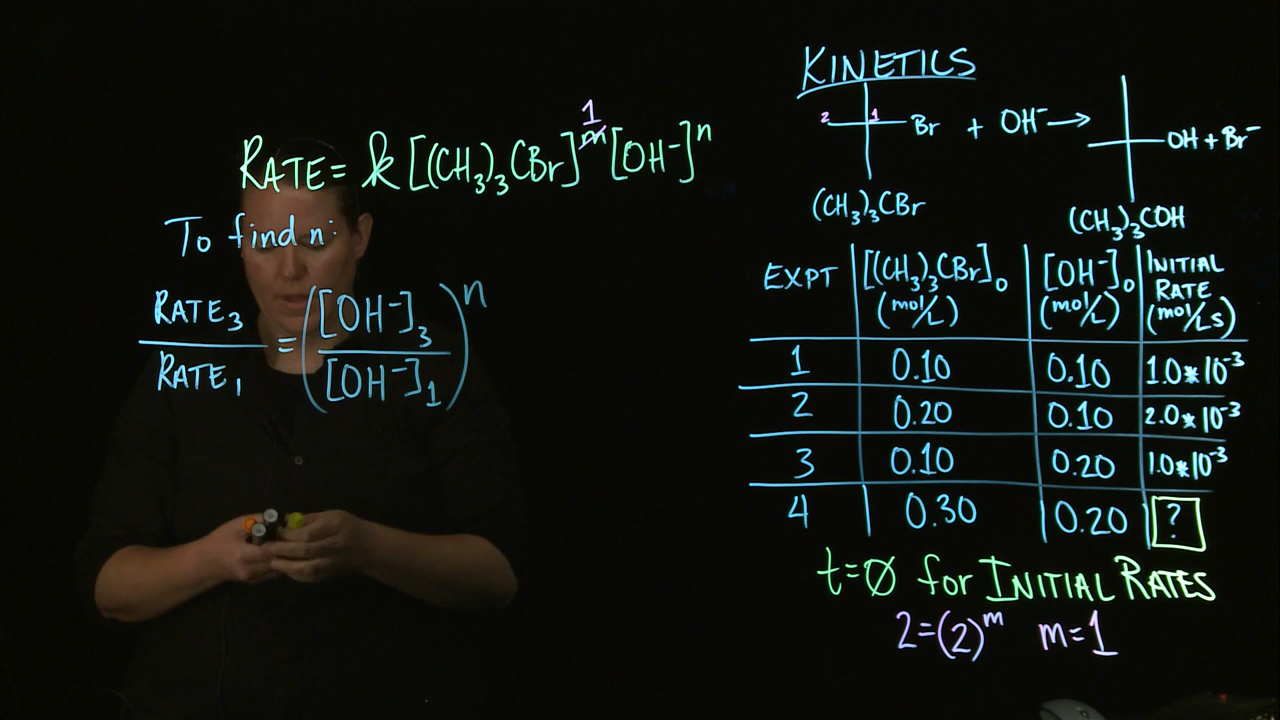 RATE = k [(CH₃)₃CBr]^m [OH⁻]ⁿ
1
To find n:
RATE₃
RATE₁
=
([OH⁻]₃
[OH⁻]₁)ⁿ
KINETICS
2 1 Br + OH⁻ → OH + Br⁻
(CH₃)₃CBr (CH₃)₃COH
EXPT [(CH₃)₃CBr]₀ (mol/L) [OH⁻]₀ (mol/L) INITIAL RATE (mol/Ls)
1 0.10 0.10 1.0*10⁻³
2 0.20 0.10 2.0*10⁻³
3 0.10 0.20 1.0*10⁻³
4 0.30 0.20 ?
t=Ø for INITIAL RATES
2=(2)^m m=1